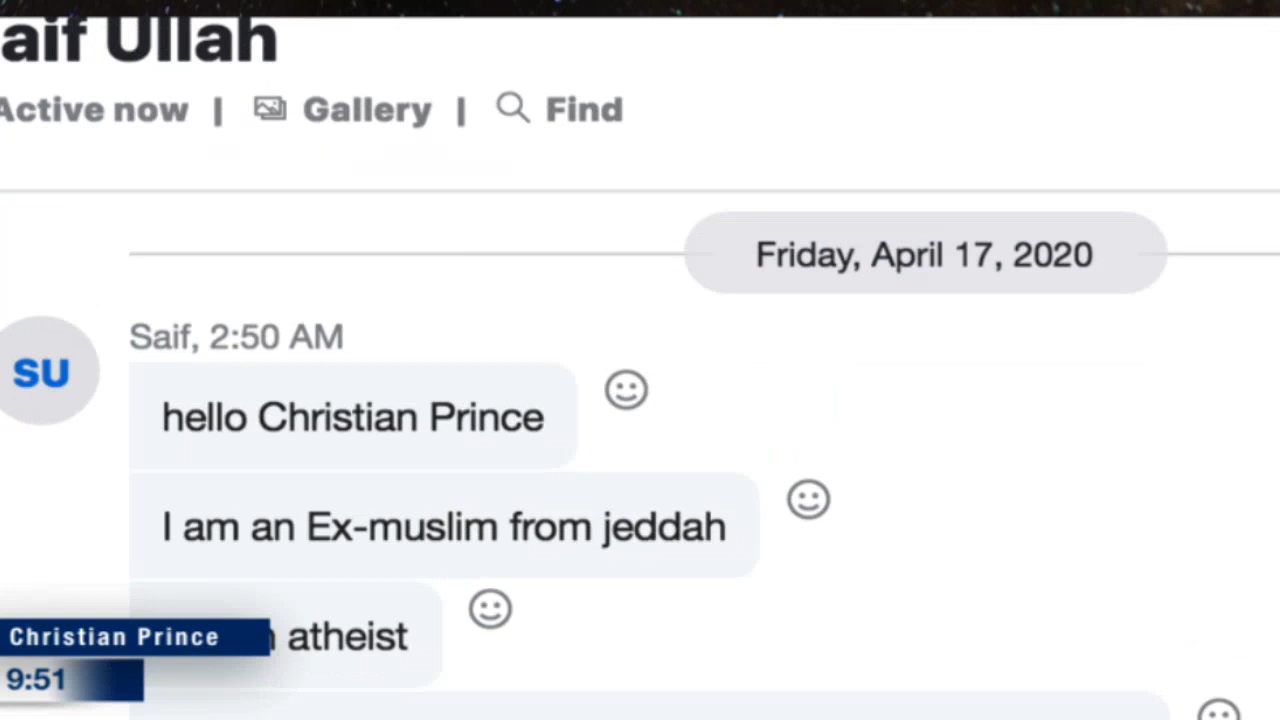 aif Ullah
Active now | Gallery | Find
Friday, April 17, 2020
Saif, 2:50 AM
SU
hello Christian Prince
I am an Ex-muslim from jeddah
atheist
Christian Prince
9:51